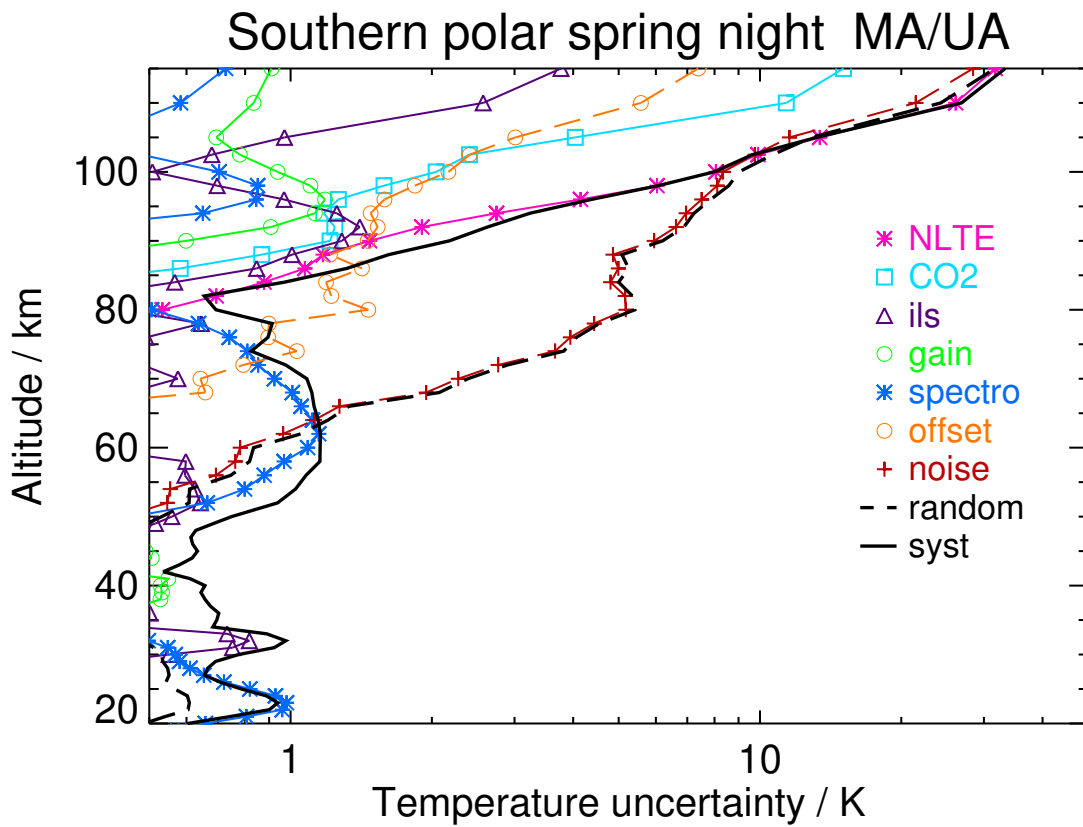 Southern polar spring night MA/UA
Altitude / km
100
80
60
40
20
NLTE
CO2
ils
gain
spectro
offset
noise
random
syst
1
10
Temperature uncertainty / K